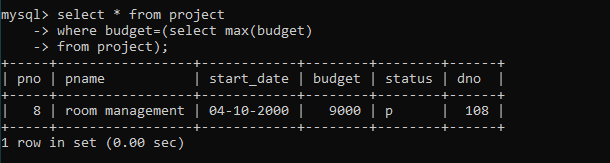 mysql> select * from project
    -> where budget=(select max(budget)
    -> from project);
+-----+-----------------+------------+--------+--------+------+
| pno | pname           | start_date | budget | status | dno  |
+-----+-----------------+------------+--------+--------+------+
|   8 | room management | 04-10-2000 |   9000 | p      |  108 |
+-----+-----------------+------------+--------+--------+------+
1 row in set (0.00 sec)